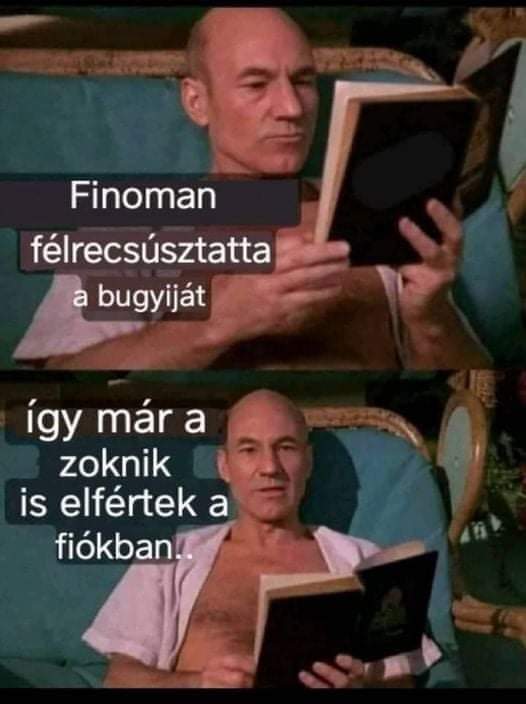 Finoman
félrecsúsztatta
a bugyiját
így már a
zoknik
is elfértek a
fiókban..